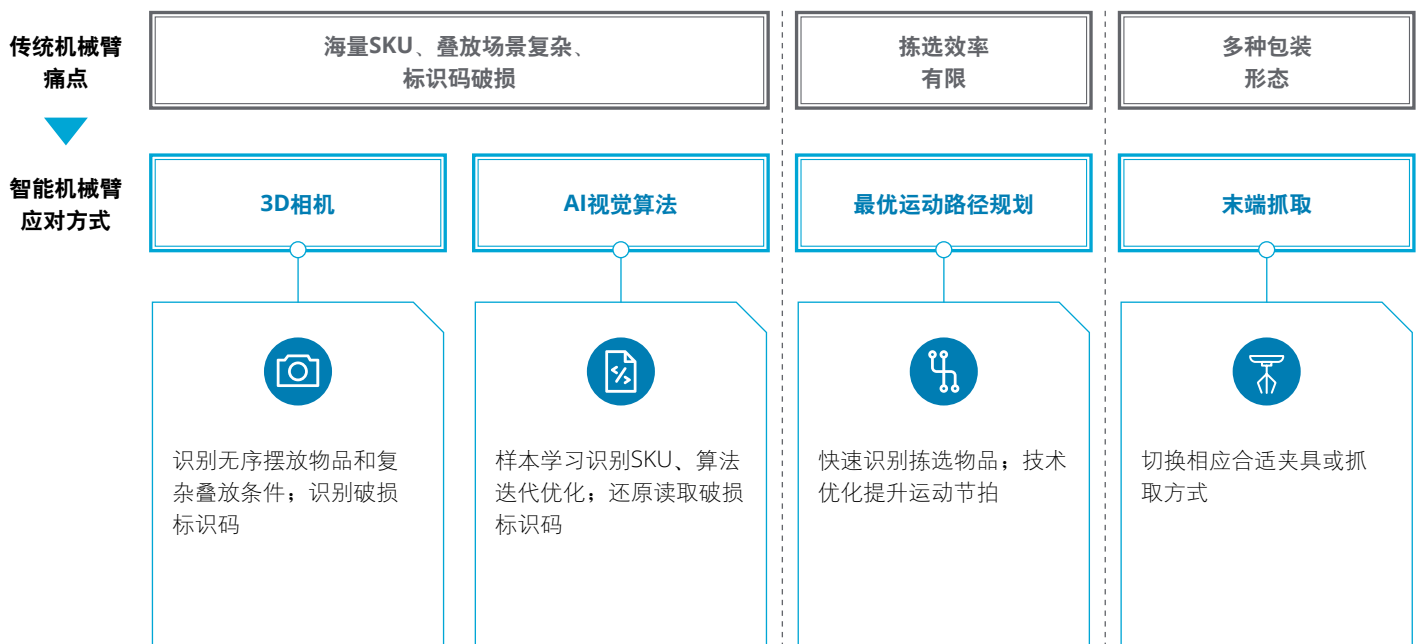 传统机械臂
痛点
海量SKU、叠放场景复杂、
标识码破损
拣选效率
有限
多种包装
形态
智能机械臂
应对方式
3D相机
AI视觉算法
最优运动路径规划
末端抓取
识别无序摆放物品和复
杂叠放条件；识别破损
标识码
样本学习识别SKU、算法
迭代优化；还原读取破损
标识码
快速识别拣选物品；技术
优化提升运动节拍
切换相应合适夹具或抓
取方式